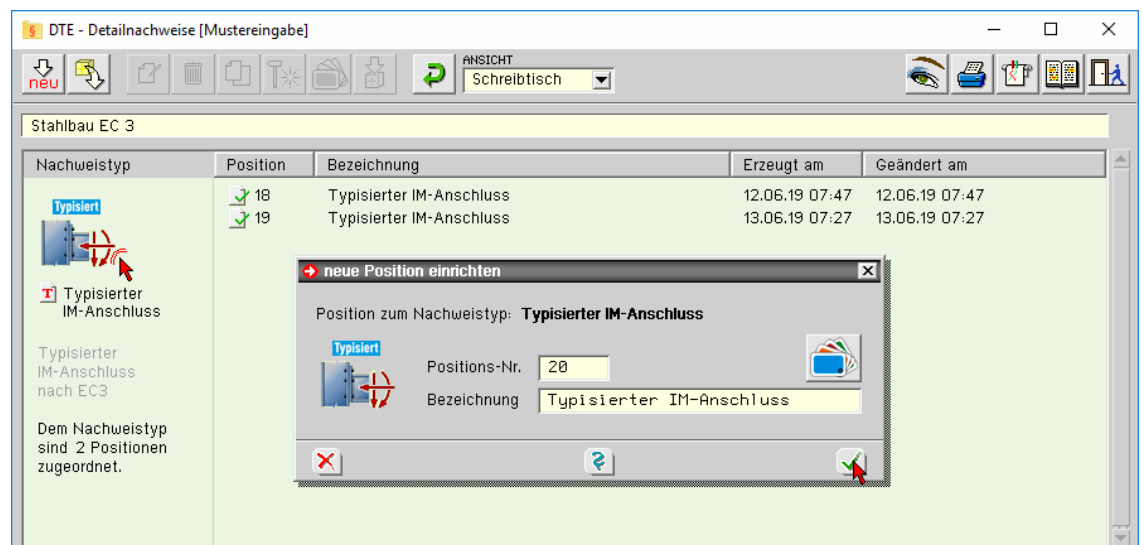 DTE - Detailnachweise [Mustereingabe]
neu
ANSICHT
Schreibtisch
Stahlbau EC 3
Nachweistyp Position Bezeichnung Erzeugt am Geändert am
18 Typisierter IM-Anschluss 12.06.19 07:47 12.06.19 07:47
19 Typisierter IM-Anschluss 13.06.19 07:27 13.06.19 07:27
Typisiert
T Typisierter
IM-Anschluss
Typisierter
IM-Anschluss
nach EC3
Dem Nachweistyp
sind 2 Positionen
zugeordnet.
neue Position einrichten
Position zum Nachweistyp: Typisierter IM-Anschluss
Typisiert
Positions-Nr. 20
Bezeichnung Typisierter IM-Anschluss